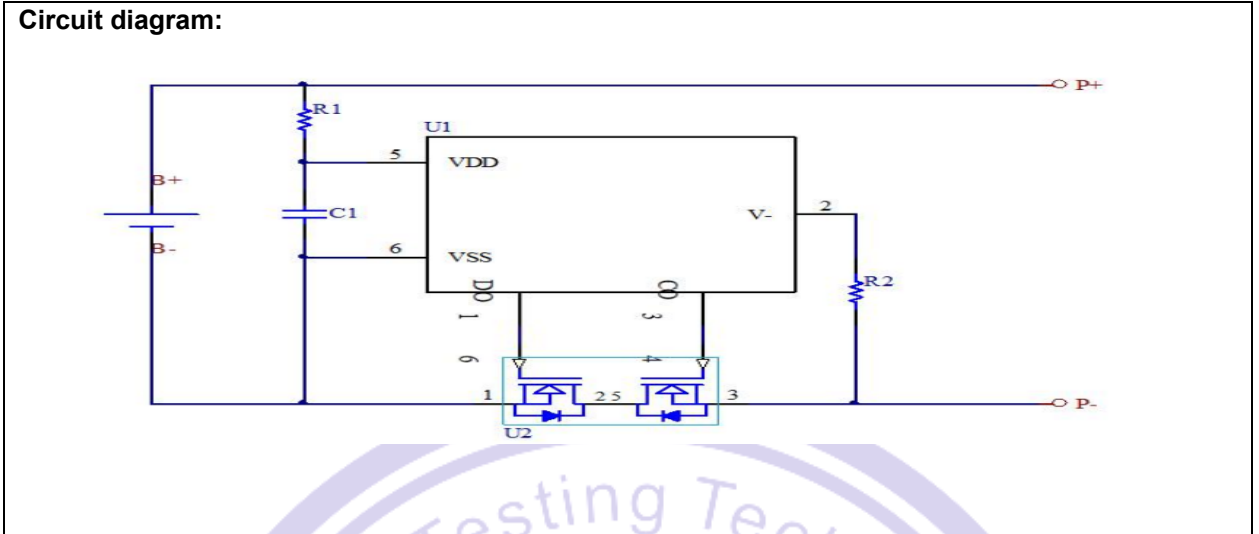 Circuit diagram:
P+
R1
U1
5
VDD
B+
2
V-
C1
B-
6
VSS
R2
DO
CO
1
3
6
4
1
2 5
3
P-
U2
Testing Tec